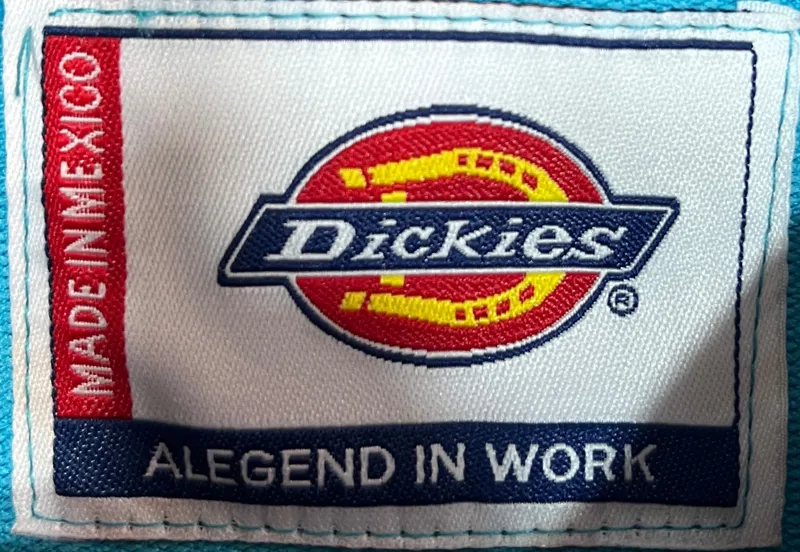 MADE IN MEXICO
Dickies
®
ALEGEND IN WORK